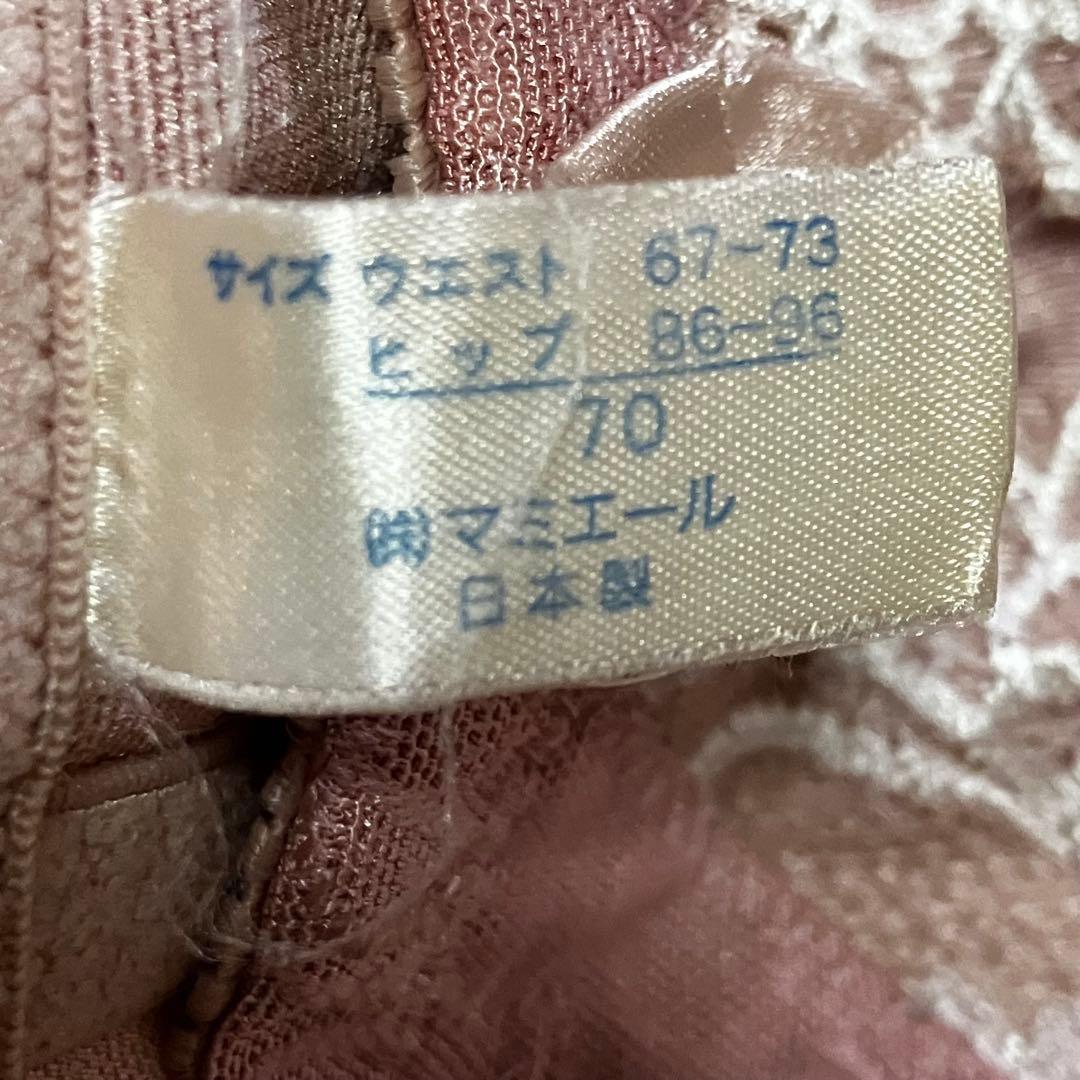 サイズ ウエスト 67-73
ヒップ 86-96
70
㈱マミエール
日本製